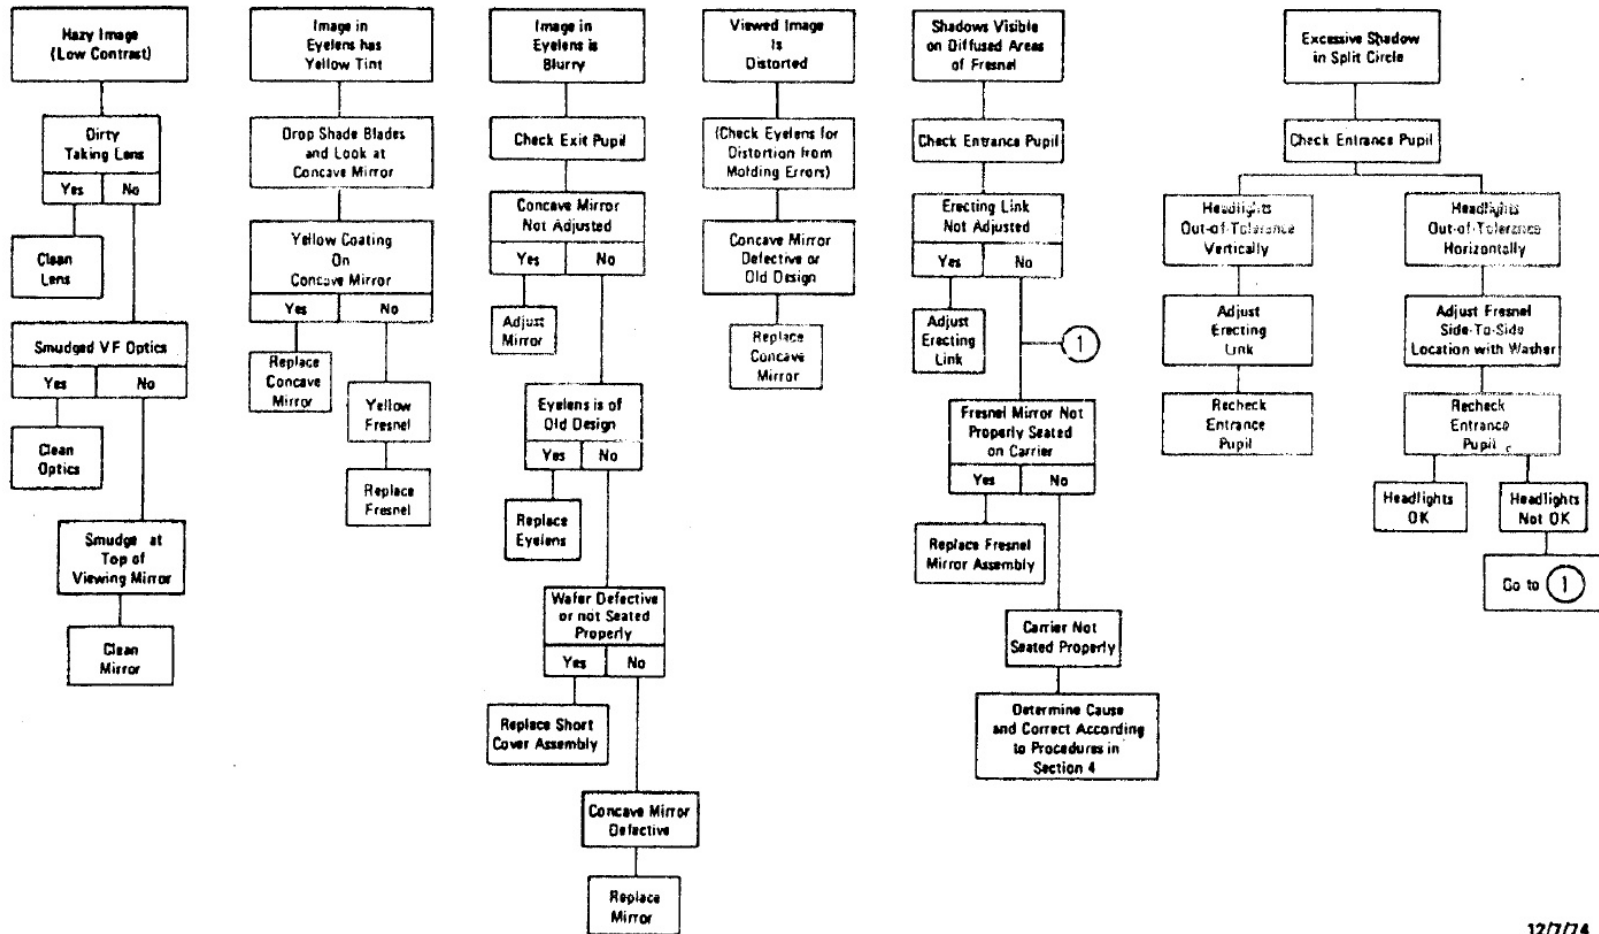 Hazy Image
(Low Contrast)
Dirty
Taking Lens
Yes
No
Clean
Lens
Smudged VF Optics
Yes
No
Clean
Optics
Smudge at
Top of
Viewing Mirror
Clean
Mirror
Image in
Eyelens has
Yellow Tint
Drop Shade Blades
and Look at
Concave Mirror
Yellow Coating
On
Concave Mirror
Yes
No
Replace
Concave
Mirror
Yellow
Fresnel
Replace
Fresnel
Image in
Eyelens is
Blurry
Check Exit Pupil
Concave Mirror
Not Adjusted
Yes
No
Adjust
Mirror
Eyelens is of
Old Design
Yes
No
Replace
Eyelens
Wafer Defective
or not Seated
Properly
Yes
No
Replace Short
Cover Assembly
Concave Mirror
Defective
Replace
Mirror
Viewed Image
Is
Distorted
(Check Eyelens for
Distortion from
Molding Errors)
Concave Mirror
Defective or
Old Design
Replace
Concave
Mirror
Shadows Visible
on Diffused Areas
of Fresnel
Check Entrance Pupil
Erecting Link
Not Adjusted
Yes
No
Adjust
Erecting
Link
1
Fresnel Mirror Not
Properly Seated
on Carrier
Yes
No
Replace Fresnel
Mirror Assembly
Carrier Not
Seated Properly
Determine Cause
and Correct According
to Procedures in
Section 4
Excessive Shadow
in Split Circle
Check Entrance Pupil
Headlights
Out-of-Tolerance
Vertically
Adjust
Erecting
Link
Recheck
Entrance
Pupil
Headlights
Out-of-Tolerance
Horizontally
Adjust Fresnel
Side-To-Side
Location with Washer
Recheck
Entrance
Pupil
Headlights
OK
Headlights
Not OK
Go to 1
12/7/74